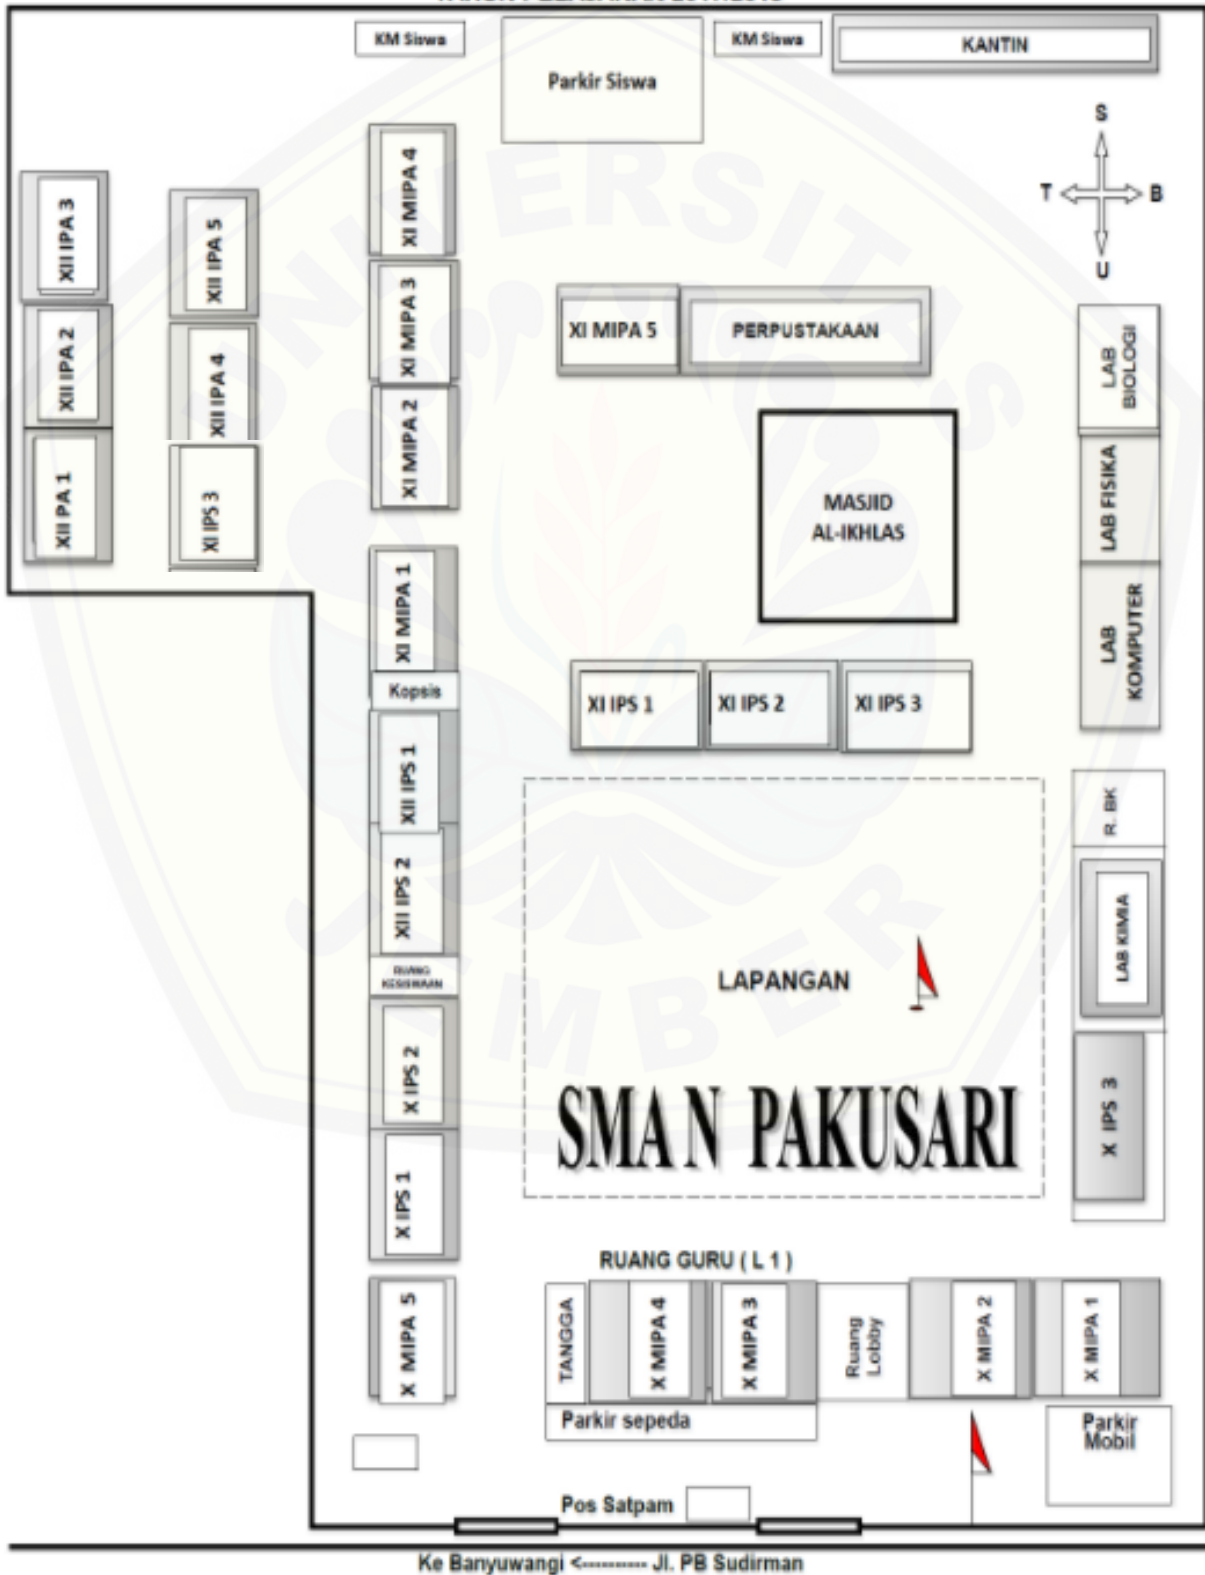 KM Siswa
Parkir Siswa
KM Siswa
KANTIN
S
T
B
U
XII IPA 3
XII IPA 2
XII PA 1
XII IPA 5
XII IPA 4
XI IPS 3
XI MIPA 4
XI MIPA 3
XI MIPA 2
XI MIPA 1
Kopsis
XII IPS 1
XII IPS 2
RUANG
KESISWAAN
X IPS 2
X IPS 1
X MIPA 5
XI MIPA 5
PERPUSTAKAAN
MASJID
AL-IKHLAS
XI IPS 1
XI IPS 2
XI IPS 3
LAB
BIOLOGI
LAB FISIKA
LAB
KOMPUTER
R. BK
LAB KIMIA
X IPS 3
LAPANGAN
SMA N PAKUSARI
RUANG GURU ( L 1 )
TANGGA
X MIPA 4
X MIPA 3
Ruang
Lobby
X MIPA 2
X MIPA 1
Parkir sepeda
Parkir
Mobil
Pos Satpam
Ke Banyuwangi <---------- Jl. PB Sudirman
UNIVERSITAS
JEMBER